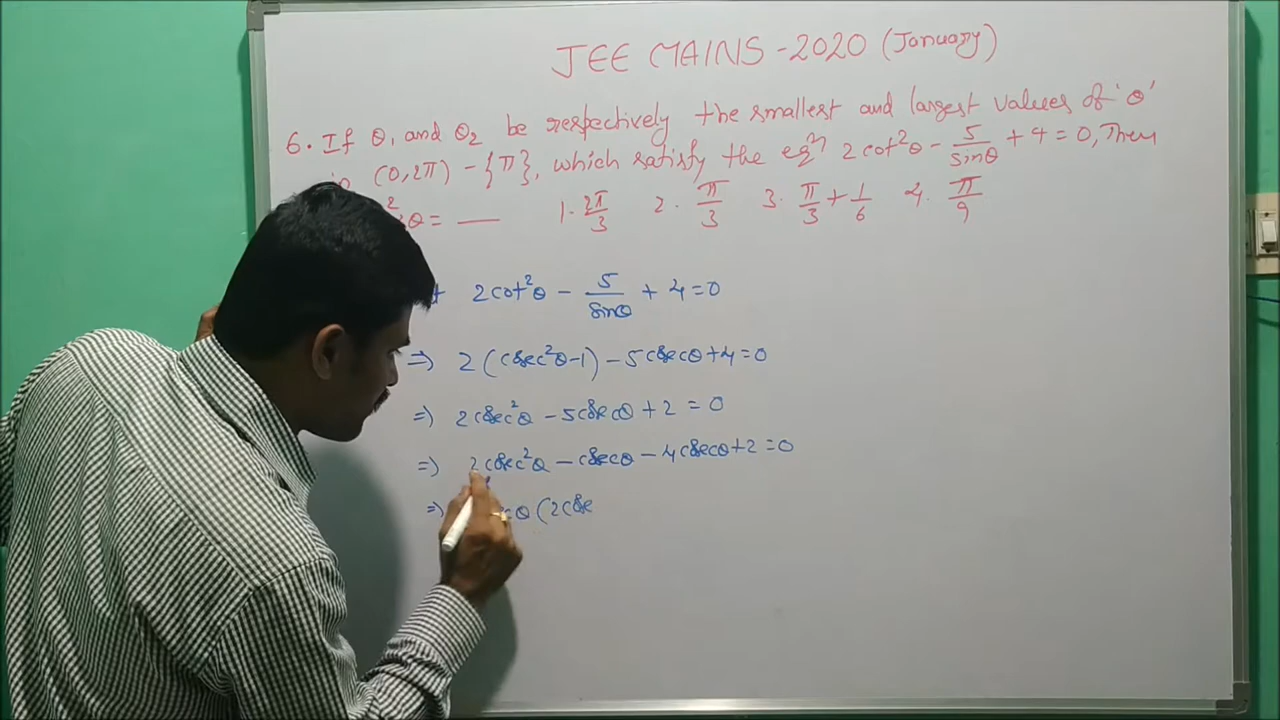 JEE MAINS - 2020 (January)
6. If θ, and θ2 be respectively the smallest and largest values of 'θ'
(0, 2π) - {π}, which satisfy the eqn 2cot²θ - 5/sinθ + 4 = 0, Then
2 θ = __ 1. 2π/3 2. π/3 3. π/3 + 1/6 4. π/9
2cot²θ - 5/sinθ + 4 = 0
⇒ 2(cosec²θ-1) - 5cosecθ + 4 = 0
⇒ 2cosec²θ - 5cosecθ + 2 = 0
⇒ 2cosec²θ - cosecθ - 4cosecθ + 2 = 0
⇒ θ(2cose